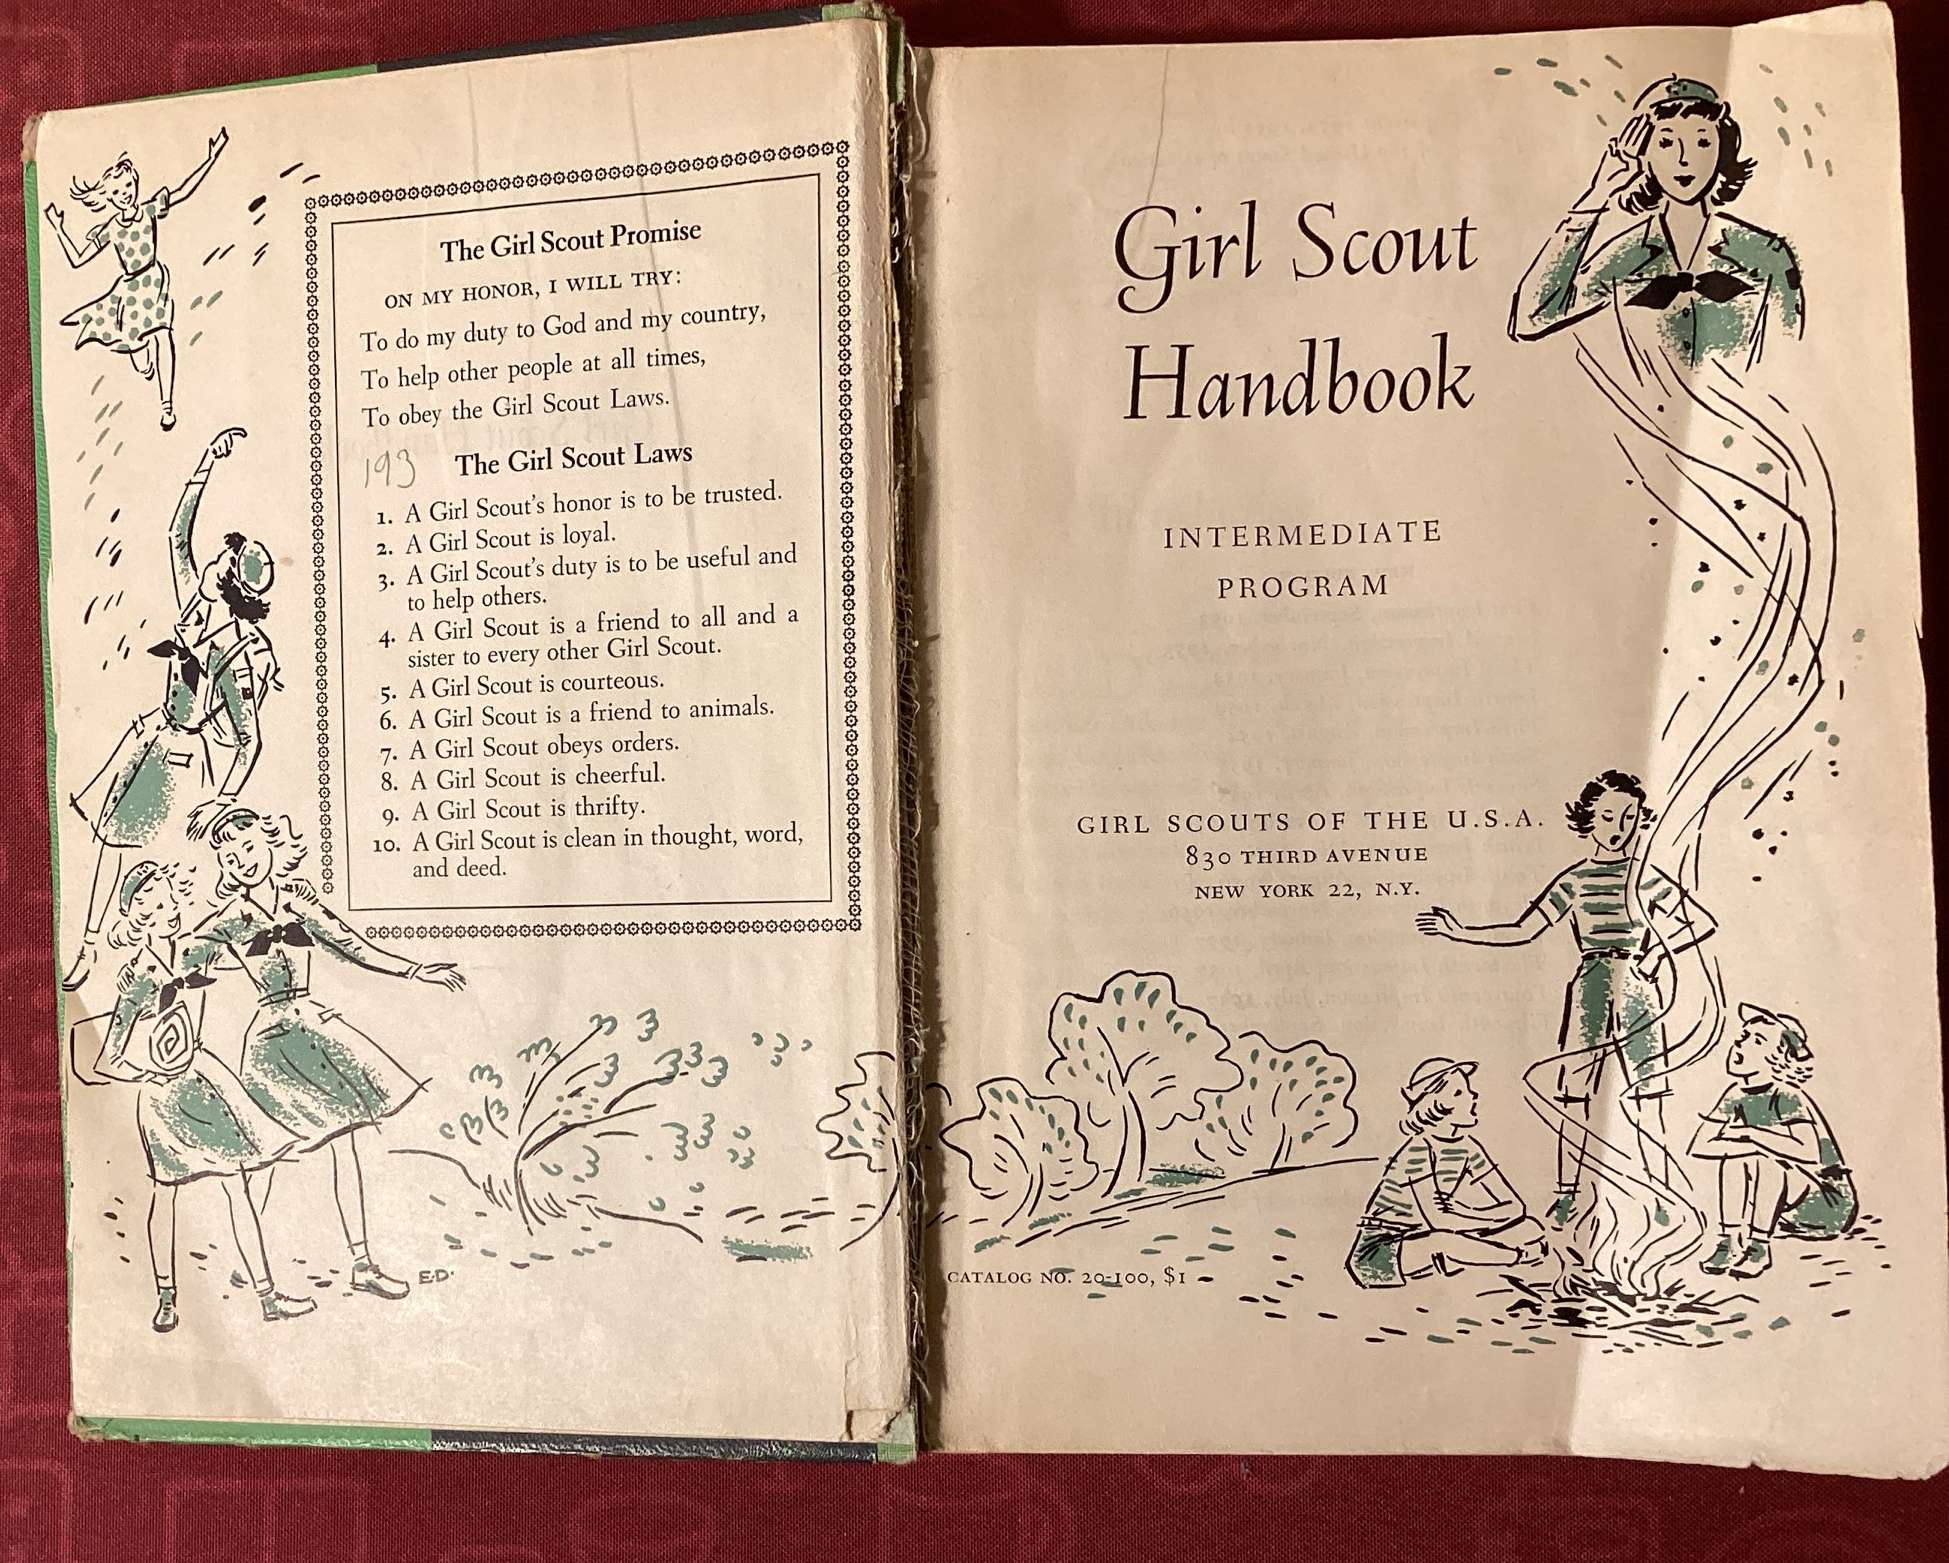 The Girl Scout Promise
ON MY HONOR, I WILL TRY:
To do my duty to God and my country,
To help other people at all times,
To obey the Girl Scout Laws.
193
The Girl Scout Laws
1. A Girl Scout's honor is to be trusted.
2. A Girl Scout is loyal.
3. A Girl Scout's duty is to be useful and
to help others.
4. A Girl Scout is a friend to all and a
sister to every other Girl Scout.
5. A Girl Scout is courteous.
6. A Girl Scout is a friend to animals.
7. A Girl Scout obeys orders.
8. A Girl Scout is cheerful.
9. A Girl Scout is thrifty.
10. A Girl Scout is clean in thought, word,
and deed.
E.D.
Girl Scout
Handbook
INTERMEDIATE
PROGRAM
GIRL SCOUTS OF THE U.S.A.
830 THIRD AVENUE
NEW YORK 22, N.Y.
CATALOG NO. 20-100, $1